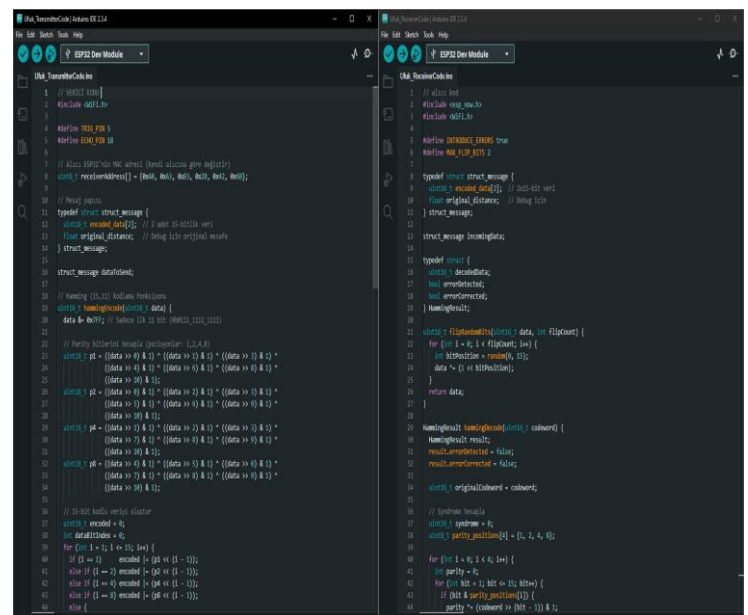 Ufuk_TransmitterCode | Arduino IDE 2.3.4
File Edit Sketch Tools Help
ESP32 Dev Module
Ufuk_TransmitterCode.ino
1 // VERİCİ KODU
2 #include <WiFi.h>
3
4 #define TRIG_PIN 5
5 #define ECHO_PIN 18
6
7 // Alıcı ESP32'nin MAC adresi (kendi alıcına göre değiştir)
8 uint8_t receiverAddress[] =
9
10 // Mesaj yapısı
11 typedef struct struct_message {
12 uint16_t encoded_data[2]; // 2 adet 15-bitlik veri
13 float original_distance; // Debug için orijinal mesafe
14 } struct_message;
15
16 struct_message dataToSend;
17
18 // Hamming (15,11) kodlama fonksiyonu
19 uint16_t hammingEncode(uint16_t data) {
20 data &= 0x7FF; // Sadece ilk 11 bit (0b0111_1111_1111)
21
22 // Parity bitlerini hesapla (pozisyonlar: 1,2,4,8)
23 uint16_t p1 = ((data >> 0) & 1) ^ ((data >> 1) & 1) ^ ((data >> 3) & 1) ^
24 ((data >> 4) & 1) ^ ((data >> 6) & 1) ^ ((data >> 8) & 1) ^
25 ((data >> 10) & 1);
26 uint16_t p2 = ((data >> 0) & 1) ^ ((data >> 2) & 1) ^ ((data >> 3) & 1) ^
27 ((data >> 5) & 1) ^ ((data >> 6) & 1) ^ ((data >> 9) & 1) ^
28 ((data >> 10) & 1);
29 uint16_t p4 = ((data >> 1) & 1) ^ ((data >> 2) & 1) ^ ((data >> 3) & 1) ^
30 ((data >> 7) & 1) ^ ((data >> 8) & 1) ^ ((data >> 9) & 1) ^
31 ((data >> 10) & 1);
32 uint16_t p8 = ((data >> 4) & 1) ^ ((data >> 5) & 1) ^ ((data >> 6) & 1) ^
33 ((data >> 7) & 1) ^ ((data >> 8) & 1) ^ ((data >> 9) & 1) ^
34 ((data >> 10) & 1);
35
36 // 15-bit kodlu veriyi oluştur
37 uint16_t encoded = 0;
38 int dataBitIndex = 0;
39 for (int i = 1; i <= 15; i++) {
40 if (i == 1) encoded |= (p1 << (i - 1));
41 else if (i == 2) encoded |= (p2 << (i - 1));
42 else if (i == 4) encoded |= (p4 << (i - 1));
43 else if (i == 8) encoded |= (p8 << (i - 1));
44 else {
Ufuk_ReceiverCode | Arduino IDE 2.3.4
File Edit Sketch Tools Help
ESP32 Dev Module
Ufuk_ReceiverCode.ino
1 // alıcı kod
2 #include <esp_now.h>
3 #include <WiFi.h>
4
5 #define INTRODUCE_ERRORS true
6 #define MAX_FLIP_BITS 2
7
8 typedef struct struct_message {
9 uint16_t encoded_data[2]; // 2x15-bit veri
10 float original_distance; // Debug için
11 } struct_message;
12
13 struct_message incomingData;
14
15 typedef struct {
16 uint16_t decodedData;
17 bool errorDetected;
18 bool errorCorrected;
19 } HammingResult;
20
21 uint16_t flipRandomBits(uint16_t data, int flipCount) {
22 for (int i = 0; i < flipCount; i++) {
23 int bitPosition = random(0, 15);
24 data ^= (1 << bitPosition);
25 }
26 return data;
27 }
28
29 HammingResult hammingDecode(uint16_t codeword) {
30 HammingResult result;
31 result.errorDetected = false;
32 result.errorCorrected = false;
33
34 uint16_t originalCodeword = codeword;
35
36 // Syndrome hesapla
37 uint16_t syndrome = 0;
38 uint16_t parity_positions[4] = {1, 2, 4, 8};
39
40 for (int i = 0; i < 4; i++) {
41 int parity = 0;
42 for (int bit = 1; bit <= 15; bit++) {
43 if (bit & parity_positions[i]) {
44 parity ^= (codeword >> (bit - 1)) & 1;